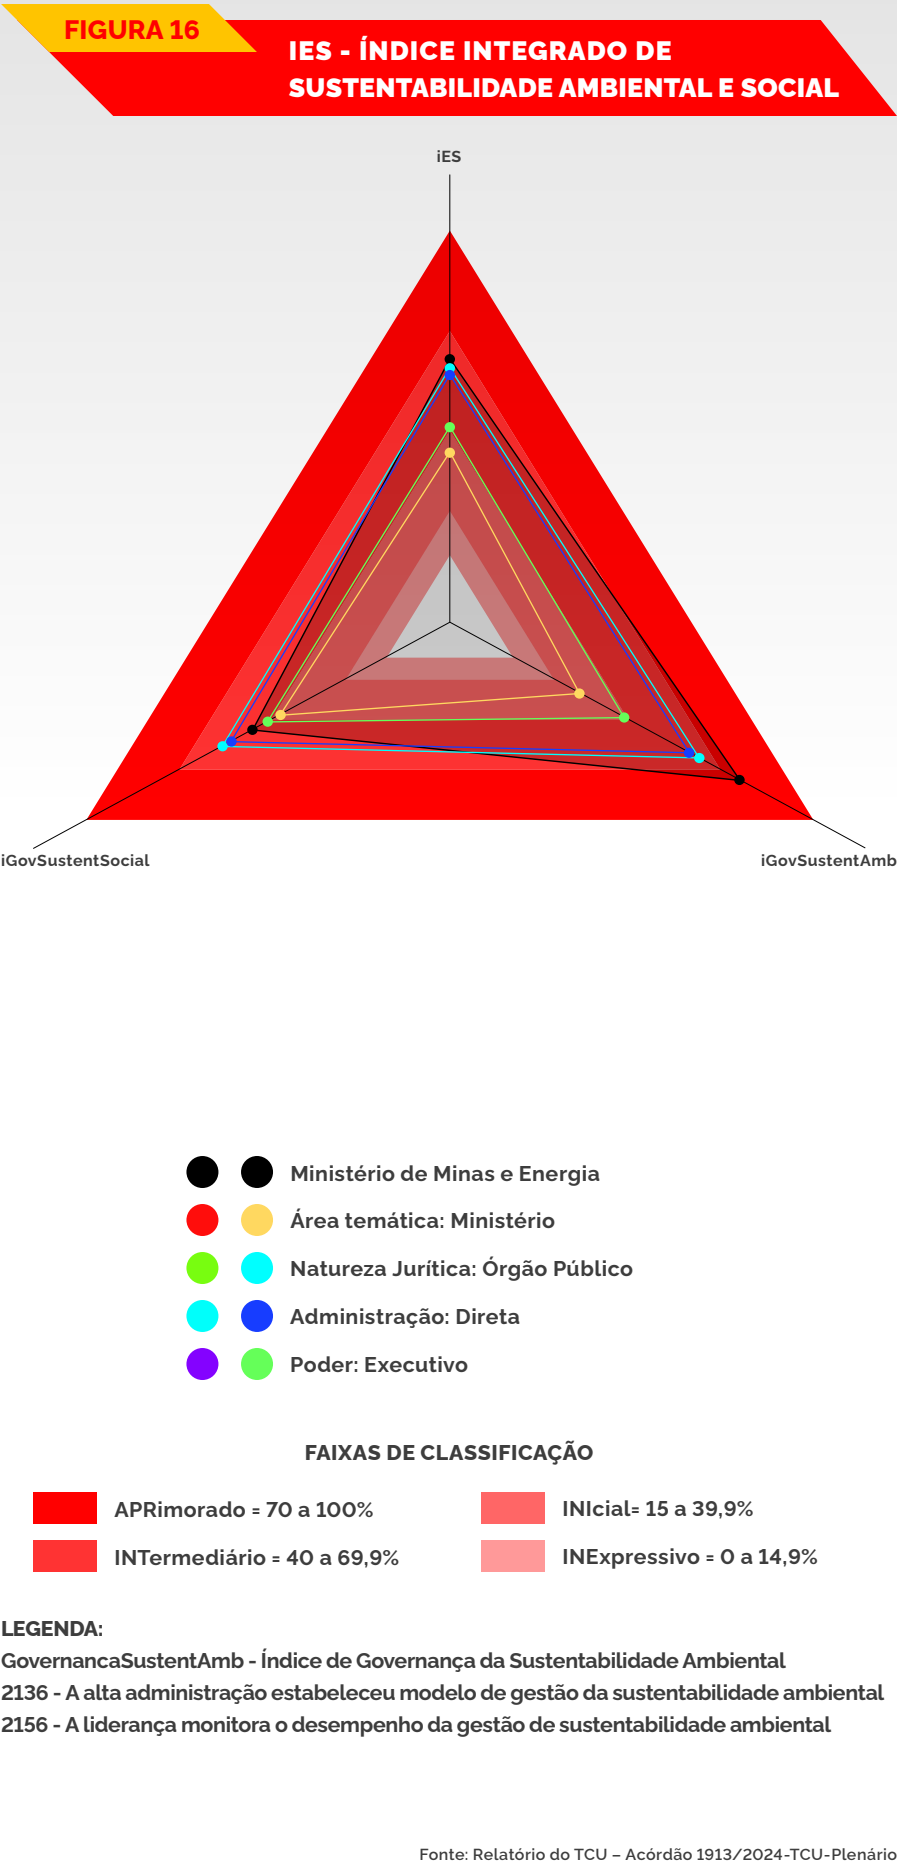 FIGURA 16
IES - ÍNDICE INTEGRADO DE
SUSTENTABILIDADE AMBIENTAL E SOCIAL
iES
iGovSustentSocial
iGovSustentAmb
Ministério de Minas e Energia
Área temática: Ministério
Natureza Jurítica: Órgão Público
Administração: Direta
Poder: Executivo
FAIXAS DE CLASSIFICAÇÃO
APRimorado = 70 a 100%
INIcial= 15 a 39,9%
INTermediário = 40 a 69,9%
INExpressivo = 0 a 14,9%
LEGENDA:
GovernancaSustentAmb - Índice de Governança da Sustentabilidade Ambiental
2136 - A alta administração estabeleceu modelo de gestão da sustentabilidade ambiental
2156 - A liderança monitora o desempenho da gestão de sustentabilidade ambiental
Fonte: Relatório do TCU – Acórdão 1913/2024-TCU-Plenário